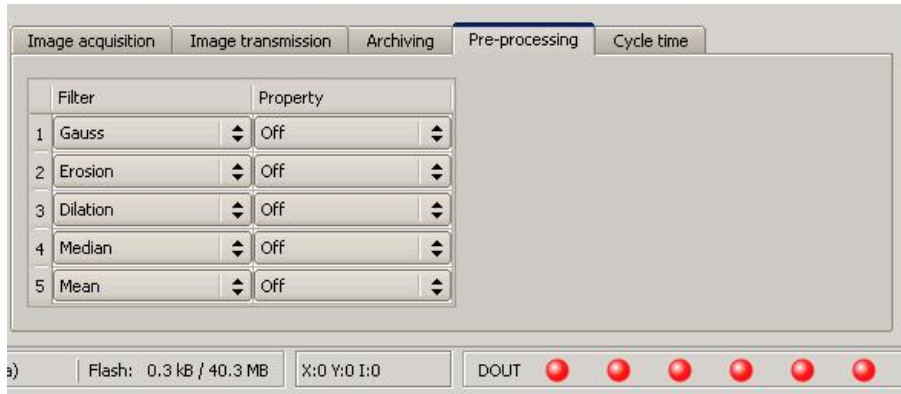 Image acquisition Image transmission Archiving Pre-processing Cycle time
Filter Property
1 Gauss Off
2 Erosion Off
3 Dilation Off
4 Median Off
5 Mean Off
a) Flash: 0.3 kB / 40.3 MB X:0 Y:0 I:0 DOUT